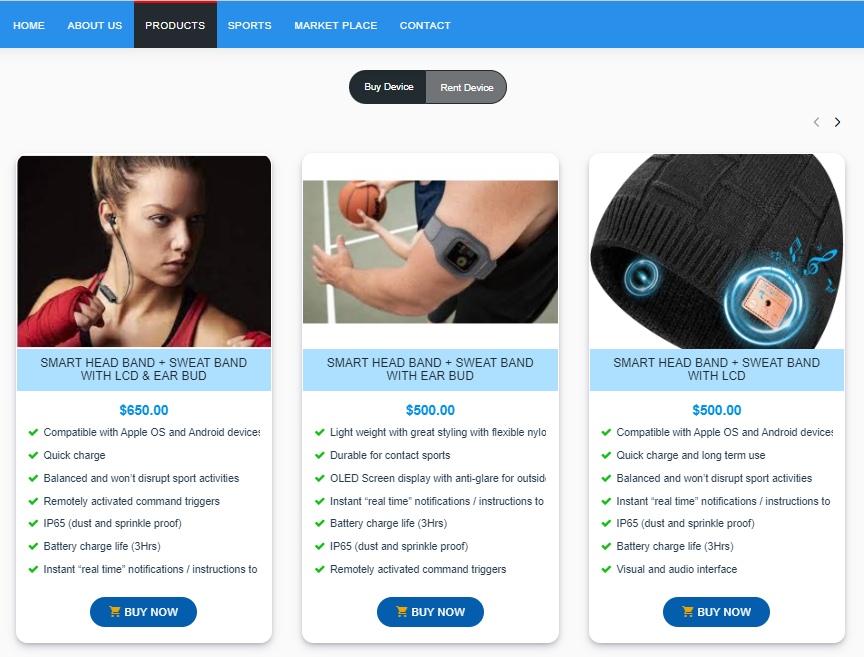 HOME ABOUT US PRODUCTS SPORTS MARKET PLACE CONTACT
Buy Device Rent Device
SMART HEAD BAND + SWEAT BAND
WITH LCD & EAR BUD
$650.00
Compatible with Apple OS and Android devices
Quick charge
Balanced and won't disrupt sport activities
Remotely activated command triggers
IP65 (dust and sprinkle proof)
Battery charge life (3Hrs)
Instant “real time” notifications / instructions to
BUY NOW
SMART HEAD BAND + SWEAT BAND
WITH EAR BUD
$500.00
Light weight with great styling with flexible nylo
Durable for contact sports
OLED Screen display with anti-glare for outsid
Instant “real time” notifications / instructions to
Battery charge life (3Hrs)
IP65 (dust and sprinkle proof)
Remotely activated command triggers
BUY NOW
SMART HEAD BAND + SWEAT BAND
WITH LCD
$500.00
Compatible with Apple OS and Android devices
Quick charge and long term use
Balanced and won't disrupt sport activities
Instant “real time” notifications / instructions to
IP65 (dust and sprinkle proof)
Battery charge life (3Hrs)
Visual and audio interface
BUY NOW